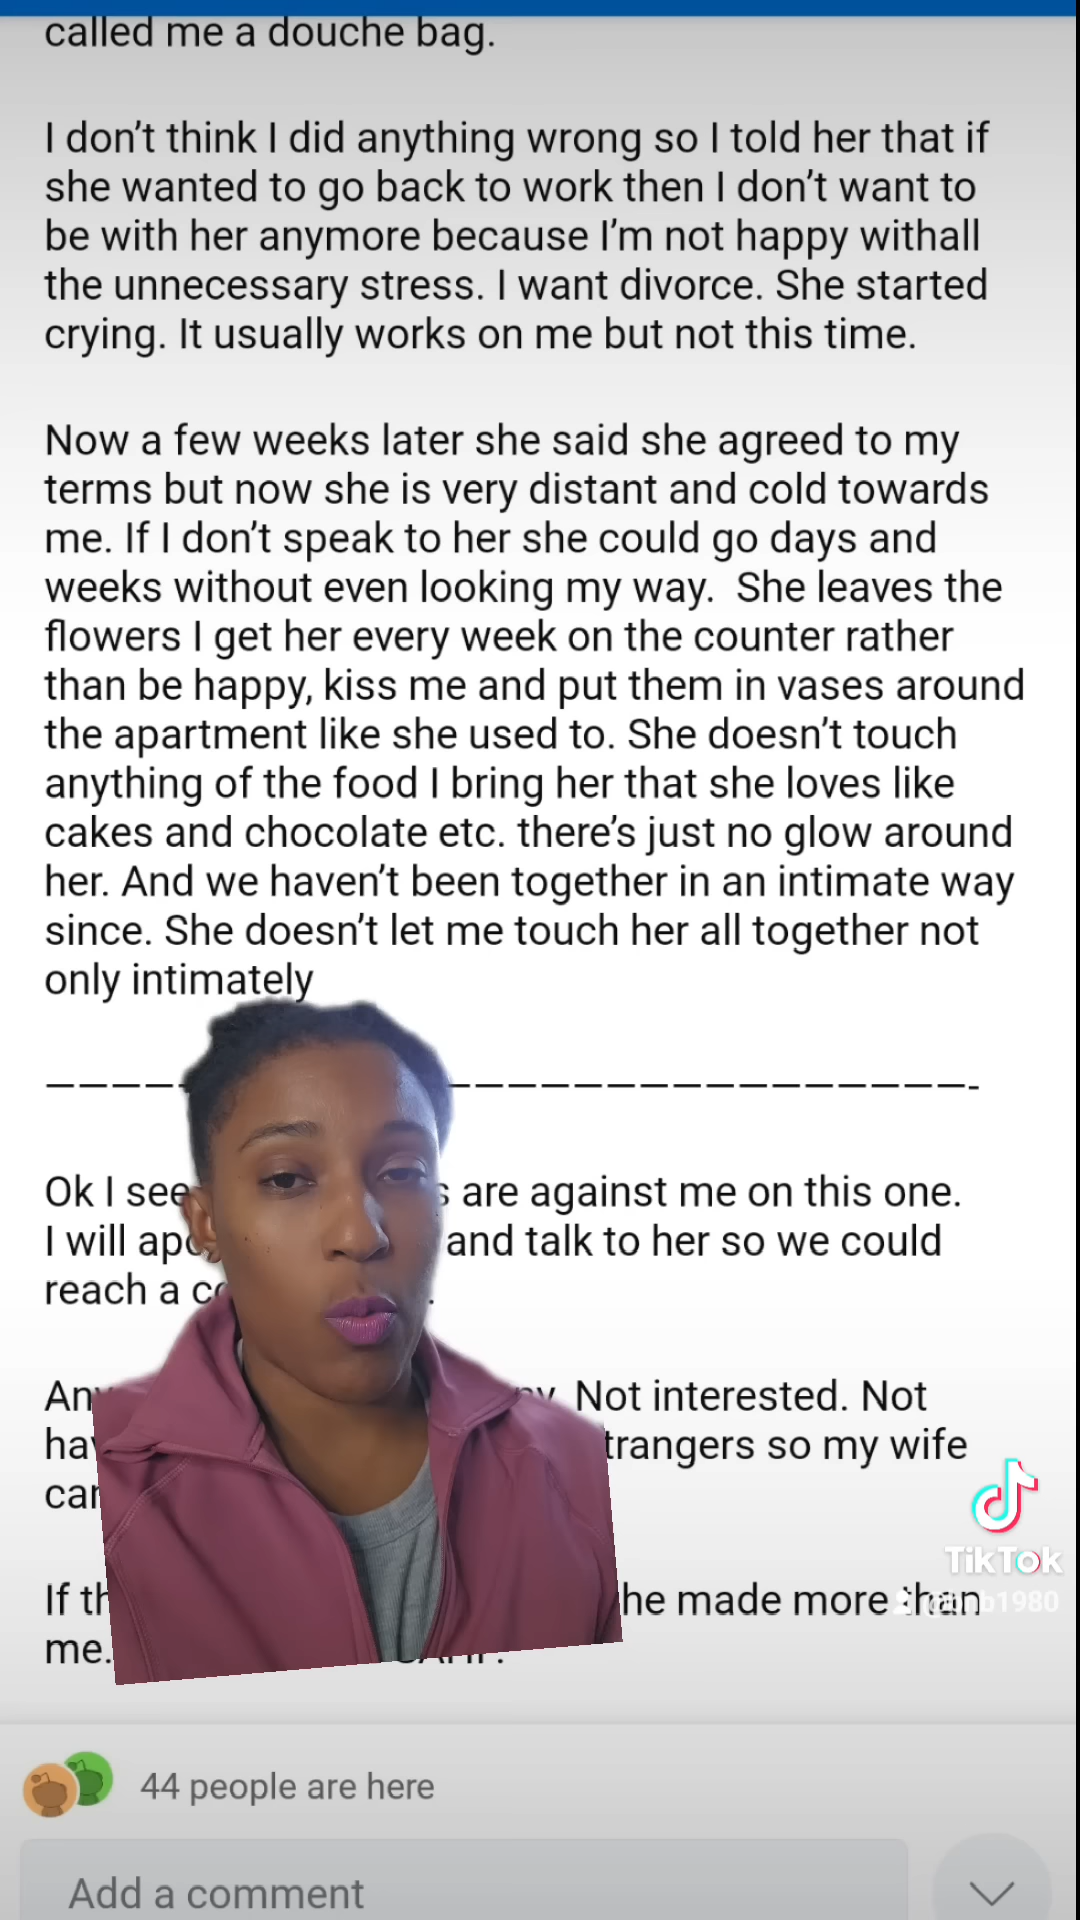 called me a douche bag.
I don't think I did anything wrong so I told her that if
she wanted to go back to work then I don't want to
be with her anymore because I'm not happy withall
the unnecessary stress. I want divorce. She started
crying. It usually works on me but not this time.
Now a few weeks later she said she agreed to my
terms but now she is very distant and cold towards
me. If I don't speak to her she could go days and
weeks without even looking my way.  She leaves the
flowers I get her every week on the counter rather
than be happy, kiss me and put them in vases around
the apartment like she used to. She doesn't touch
anything of the food I bring her that she loves like
cakes and chocolate etc. there's just no glow around
her. And we haven't been together in an intimate way
since. She doesn't let me touch her all together not
only intimately
Ok I see are against me on this one.
I will and talk to her so we could
reach a
Not interested. Not
so my wife
If he made more than
me.
TikTok
44 people are here
Add a comment